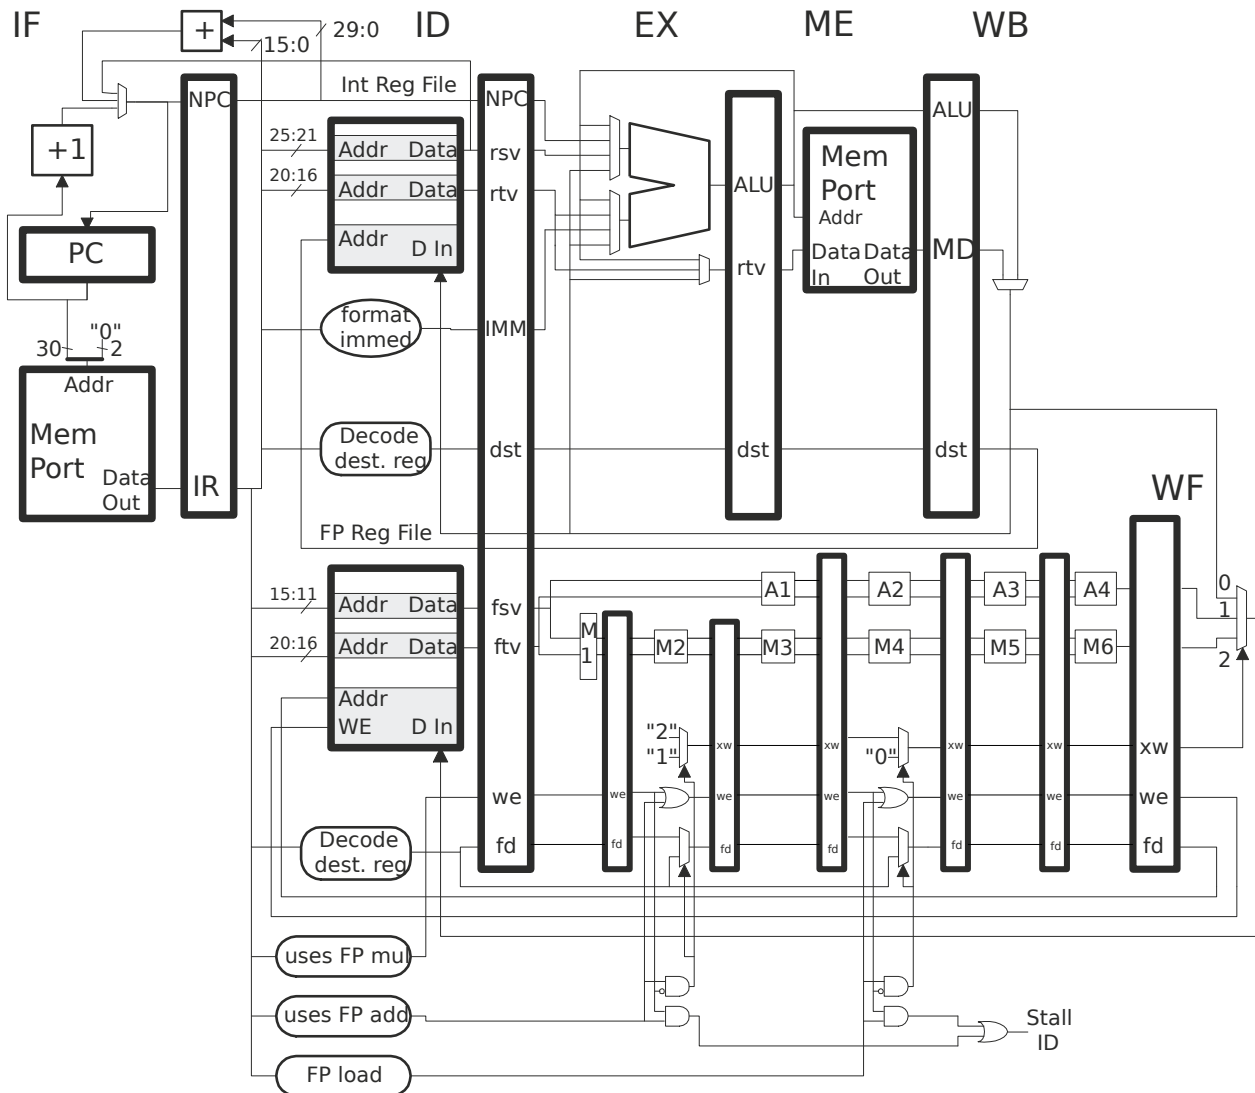 IF
ID
EX
ME
WB
+
29:0
15:0
Int Reg File
NPC
NPC
ALU
+1
25:21
Addr
Data
rsv
20:16
Addr
Data
rtv
Addr
D In
ALU
Mem
Port
Addr
Data
In
Data
Out
MD
rtv
PC
format
immed
IMM
"0"
30
2
Addr
Mem
Port
Data
Out
IR
Decode
dest. reg
dst
dst
dst
WF
FP Reg File
15:11
Addr
Data
fsv
20:16
Addr
Data
ftv
Addr
WE
D In
A1
A2
A3
A4
M
1
M2
M3
M4
M5
M6
0
1
2
"2"
"1"
xw
xw
"0"
xw
xw
xw
we
we
we
we
we
we
we
Decode
dest. reg
fd
fd
fd
fd
fd
fd
fd
uses FP mul
uses FP add
Stall
ID
FP load